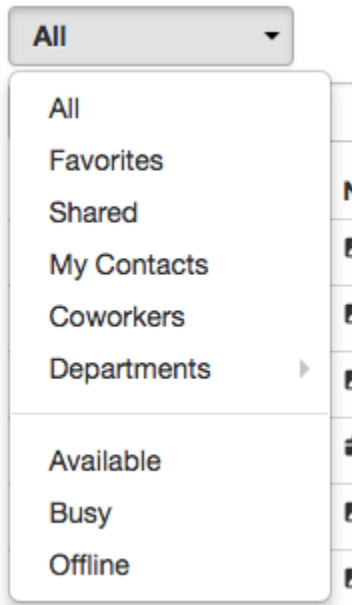 All
All
Favorites
Shared
My Contacts
Coworkers
Departments
Available
Busy
Offline